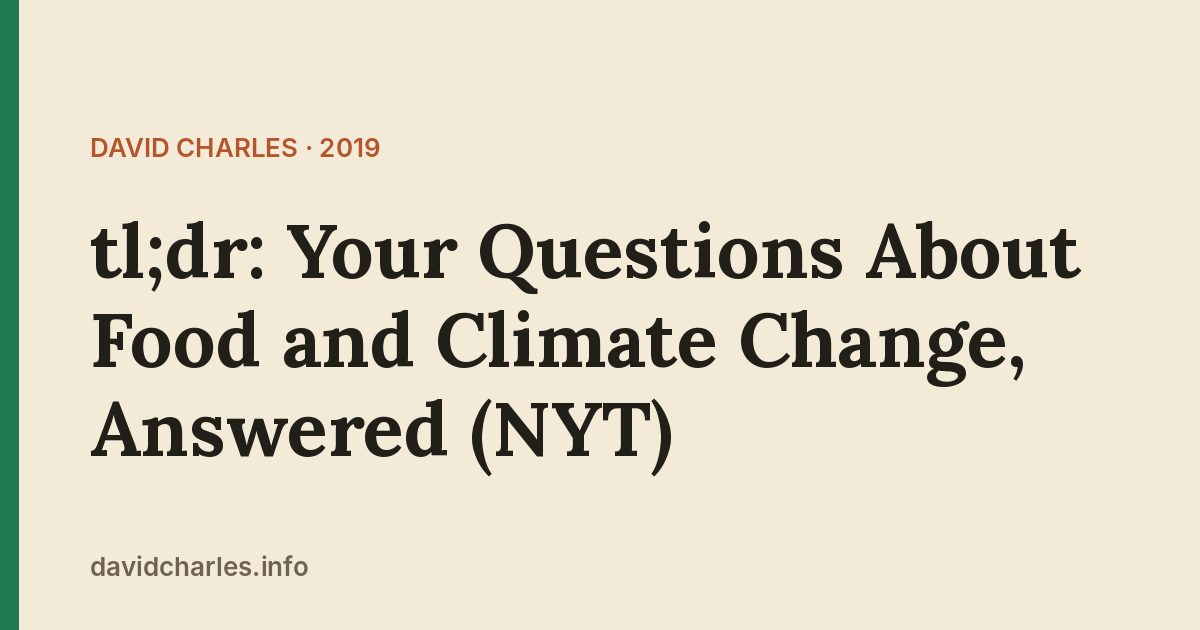 DAVID CHARLES · 2019
tl;dr: Your Questions About
Food and Climate Change,
Answered (NYT)
davidcharles.info